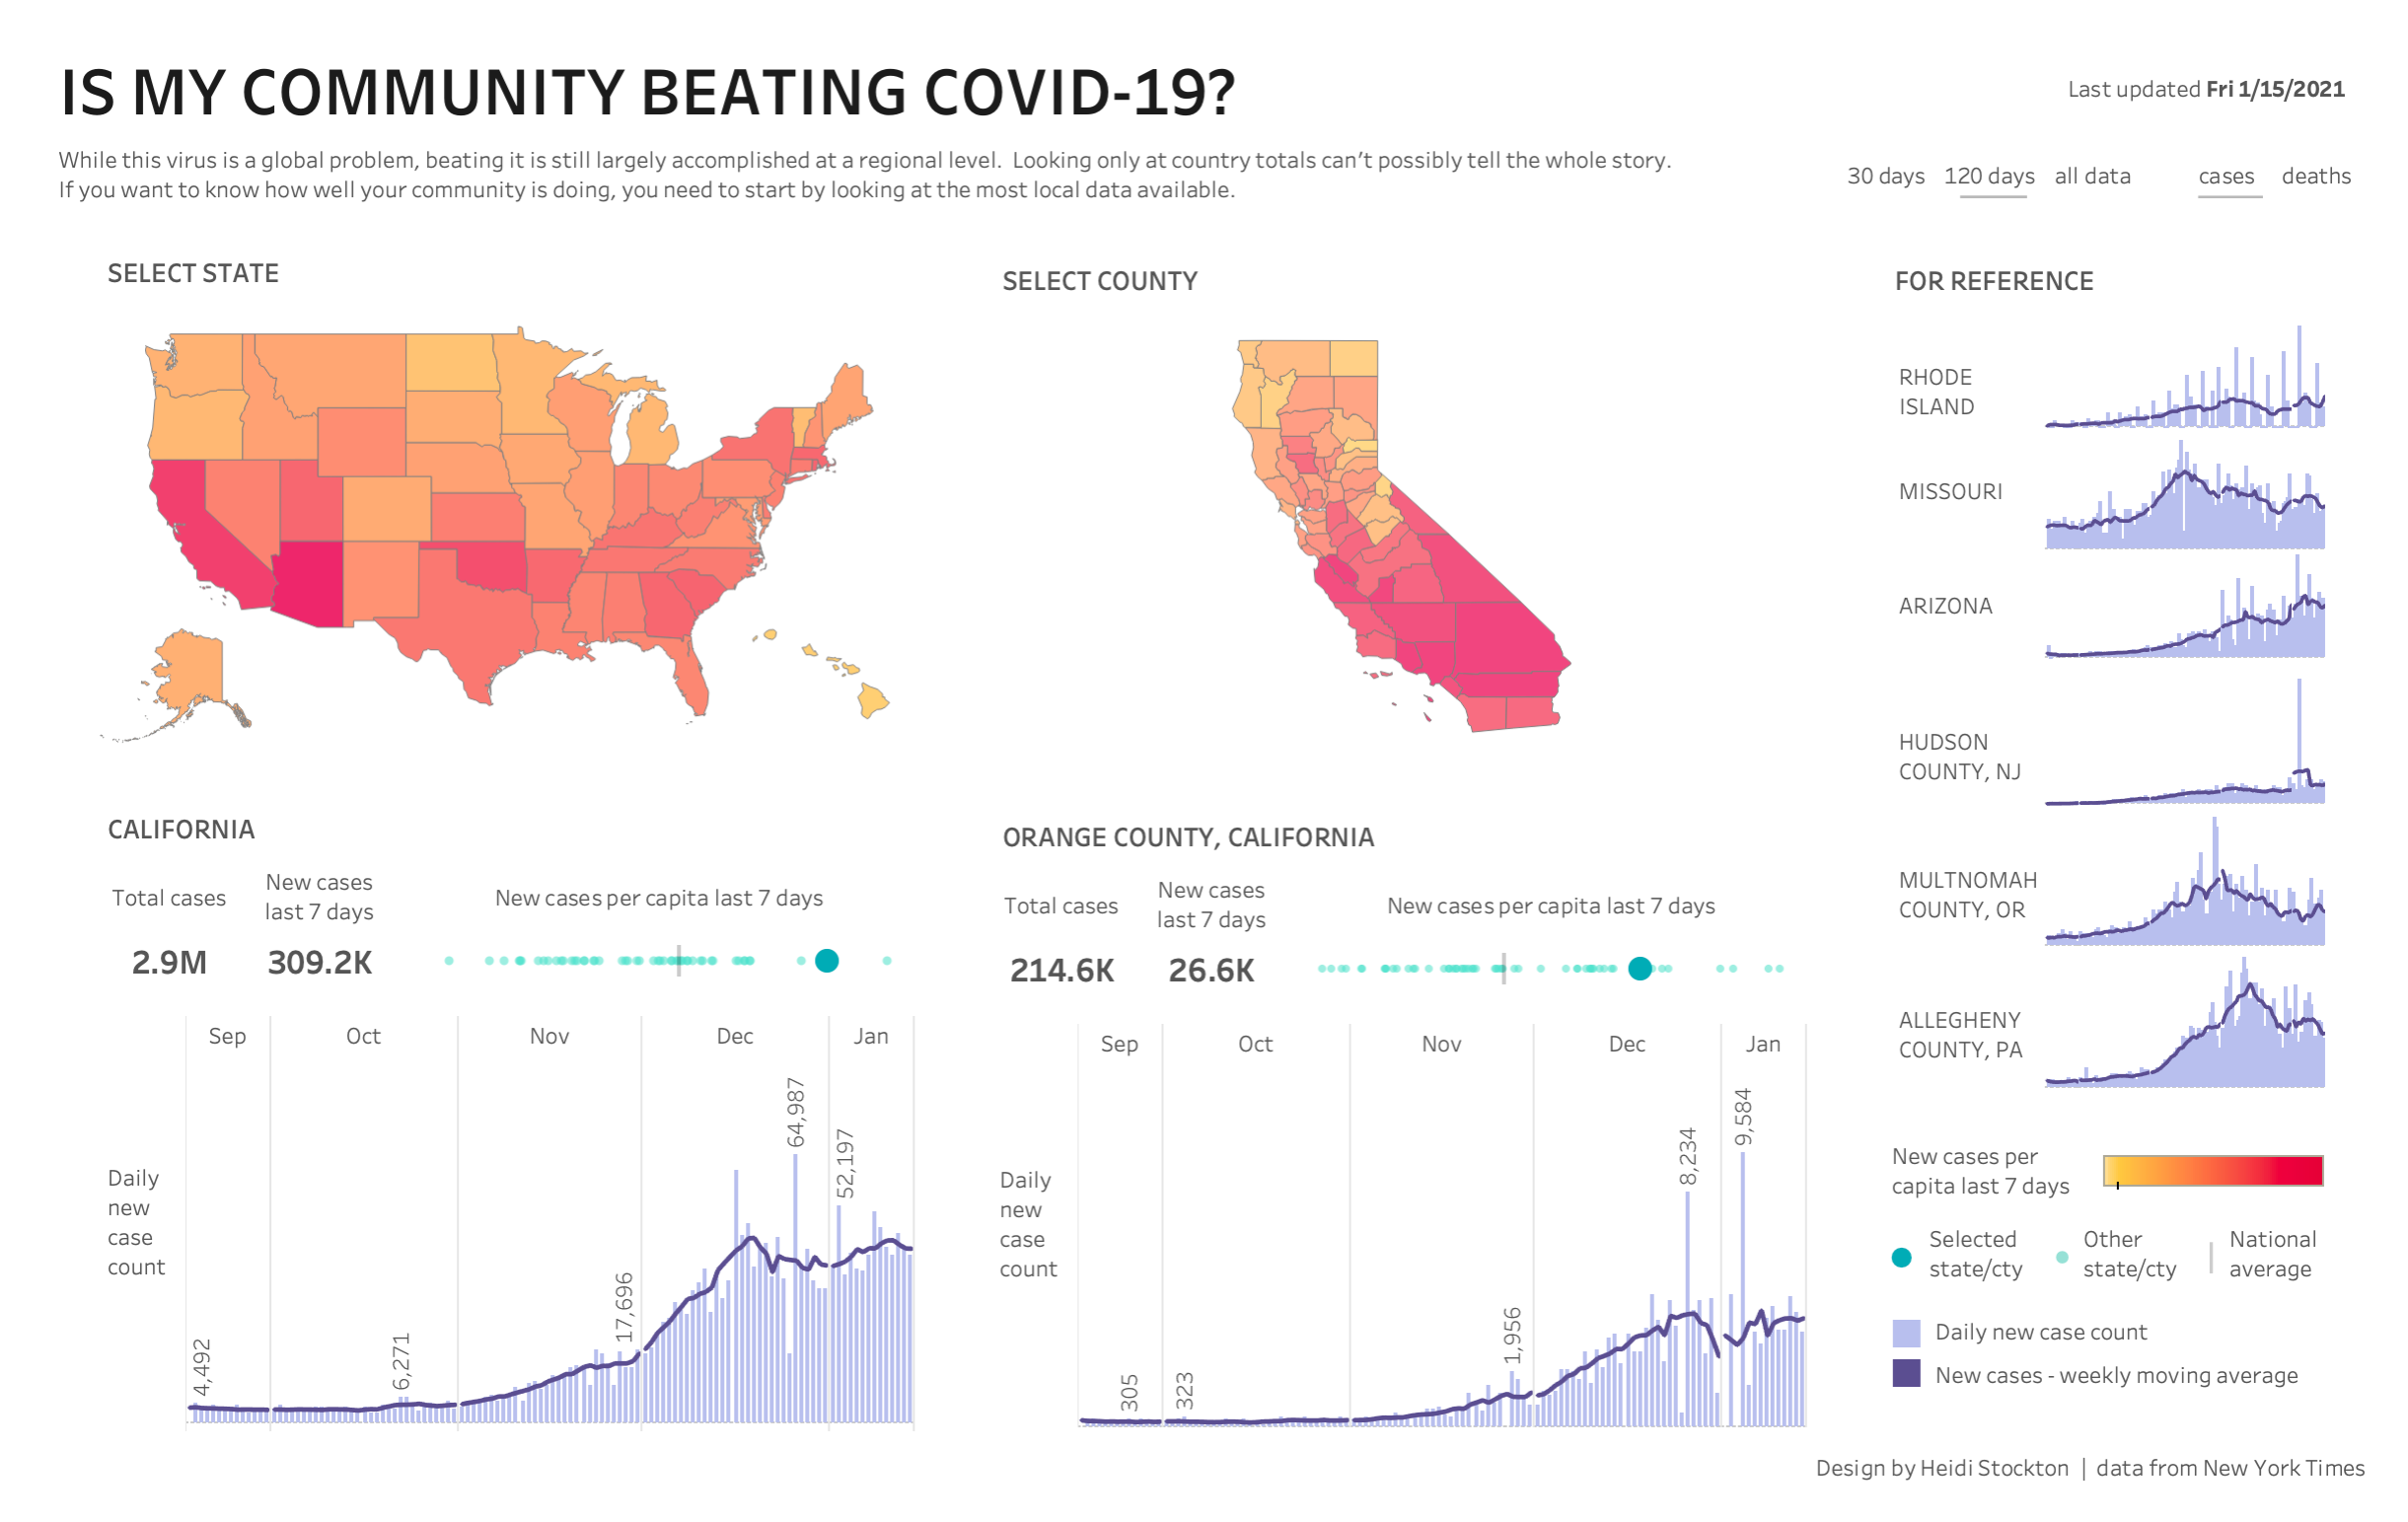 IS MY COMMUNITY BEATING COVID-19?
Last updated Fri 1/15/2021
While this virus is a global problem, beating it is still largely accomplished at a regional level.  Looking only at country totals can't possibly tell the whole story.
If you want to know how well your community is doing, you need to start by looking at the most local data available.
30 days 120 days all data cases deaths
SELECT STATE
SELECT COUNTY
FOR REFERENCE
RHODE
ISLAND
MISSOURI
ARIZONA
HUDSON
COUNTY, NJ
MULTNOMAH
COUNTY, OR
ALLEGHENY
COUNTY, PA
CALIFORNIA
Total cases
2.9M
New cases
last 7 days
309.2K
New cases per capita last 7 days
Sep Oct Nov Dec Jan
Daily
new
case
count
4,492
6,271
17,696
64,987
52,197
ORANGE COUNTY, CALIFORNIA
Total cases
214.6K
New cases
last 7 days
26.6K
New cases per capita last 7 days
Sep Oct Nov Dec Jan
Daily
new
case
count
305
323
1,956
8,234
9,584
New cases per
capita last 7 days
Selected
state/cty
Other
state/cty
National
average
Daily new case count
New cases - weekly moving average
Design by Heidi Stockton | data from New York Times